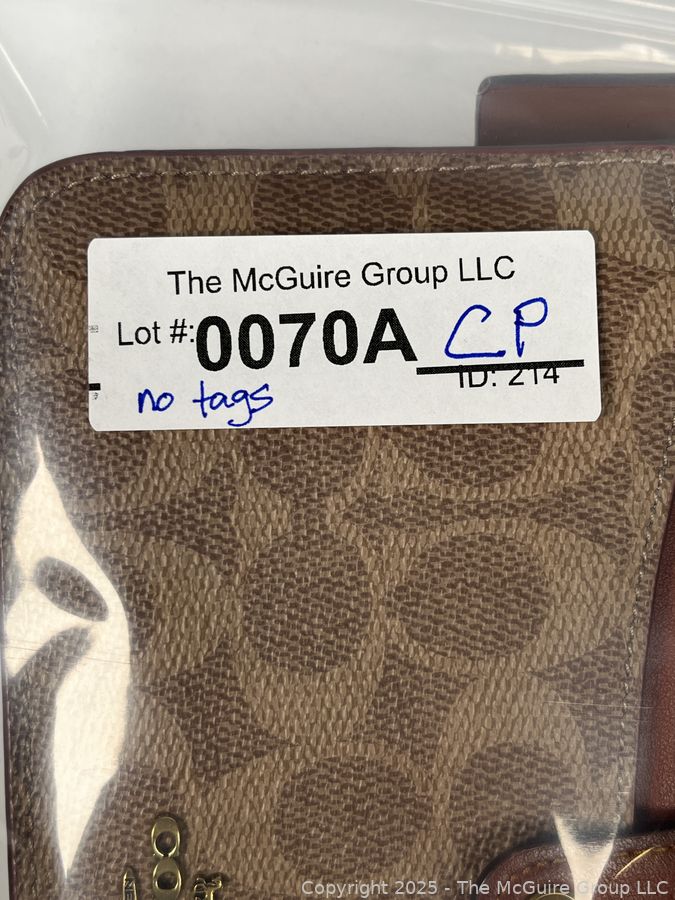 The McGuire Group LLC
Lot #:0070A CP
ID: 214
no tags
Copyright 2025 - The McGuire Group LLC